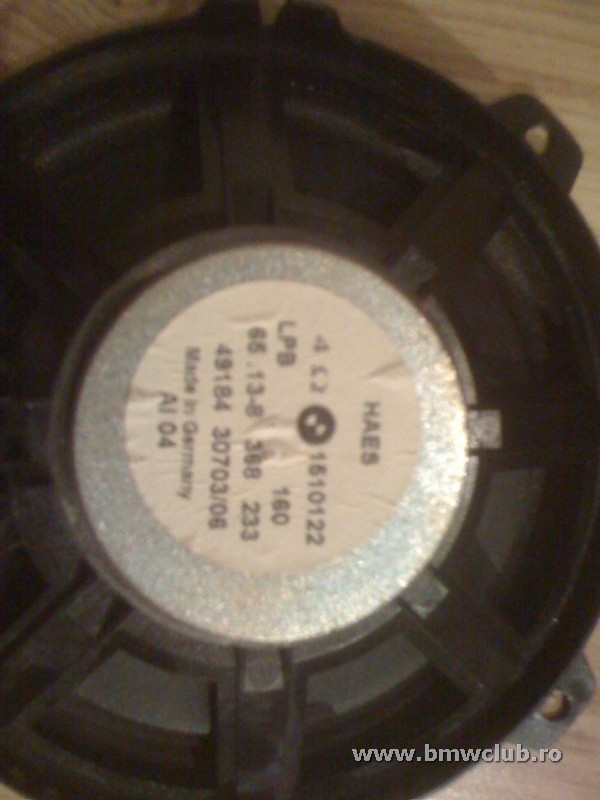 HAES
4 Ω 1510122
LPB 160
65.13-8 368 233
49184 30703/06
Made in Germany
AI 04
www.bmwclub.ro